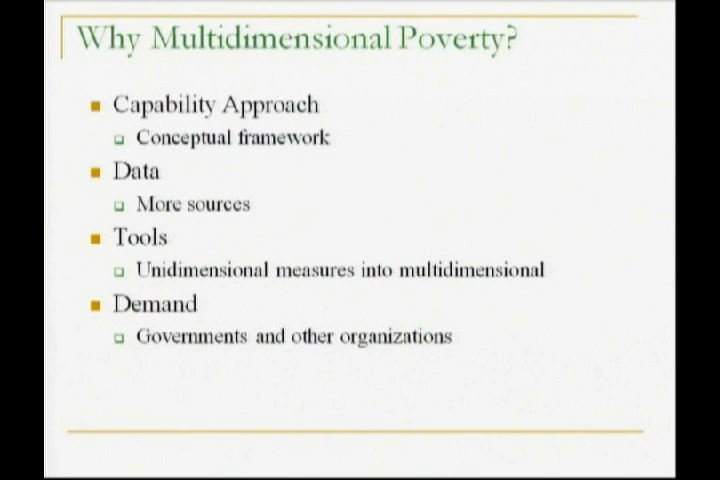 Why Multidimensional Poverty?
Capability Approach
Conceptual framework
Data
More sources
Tools
Unidimensional measures into multidimensional
Demand
Governments and other organizations